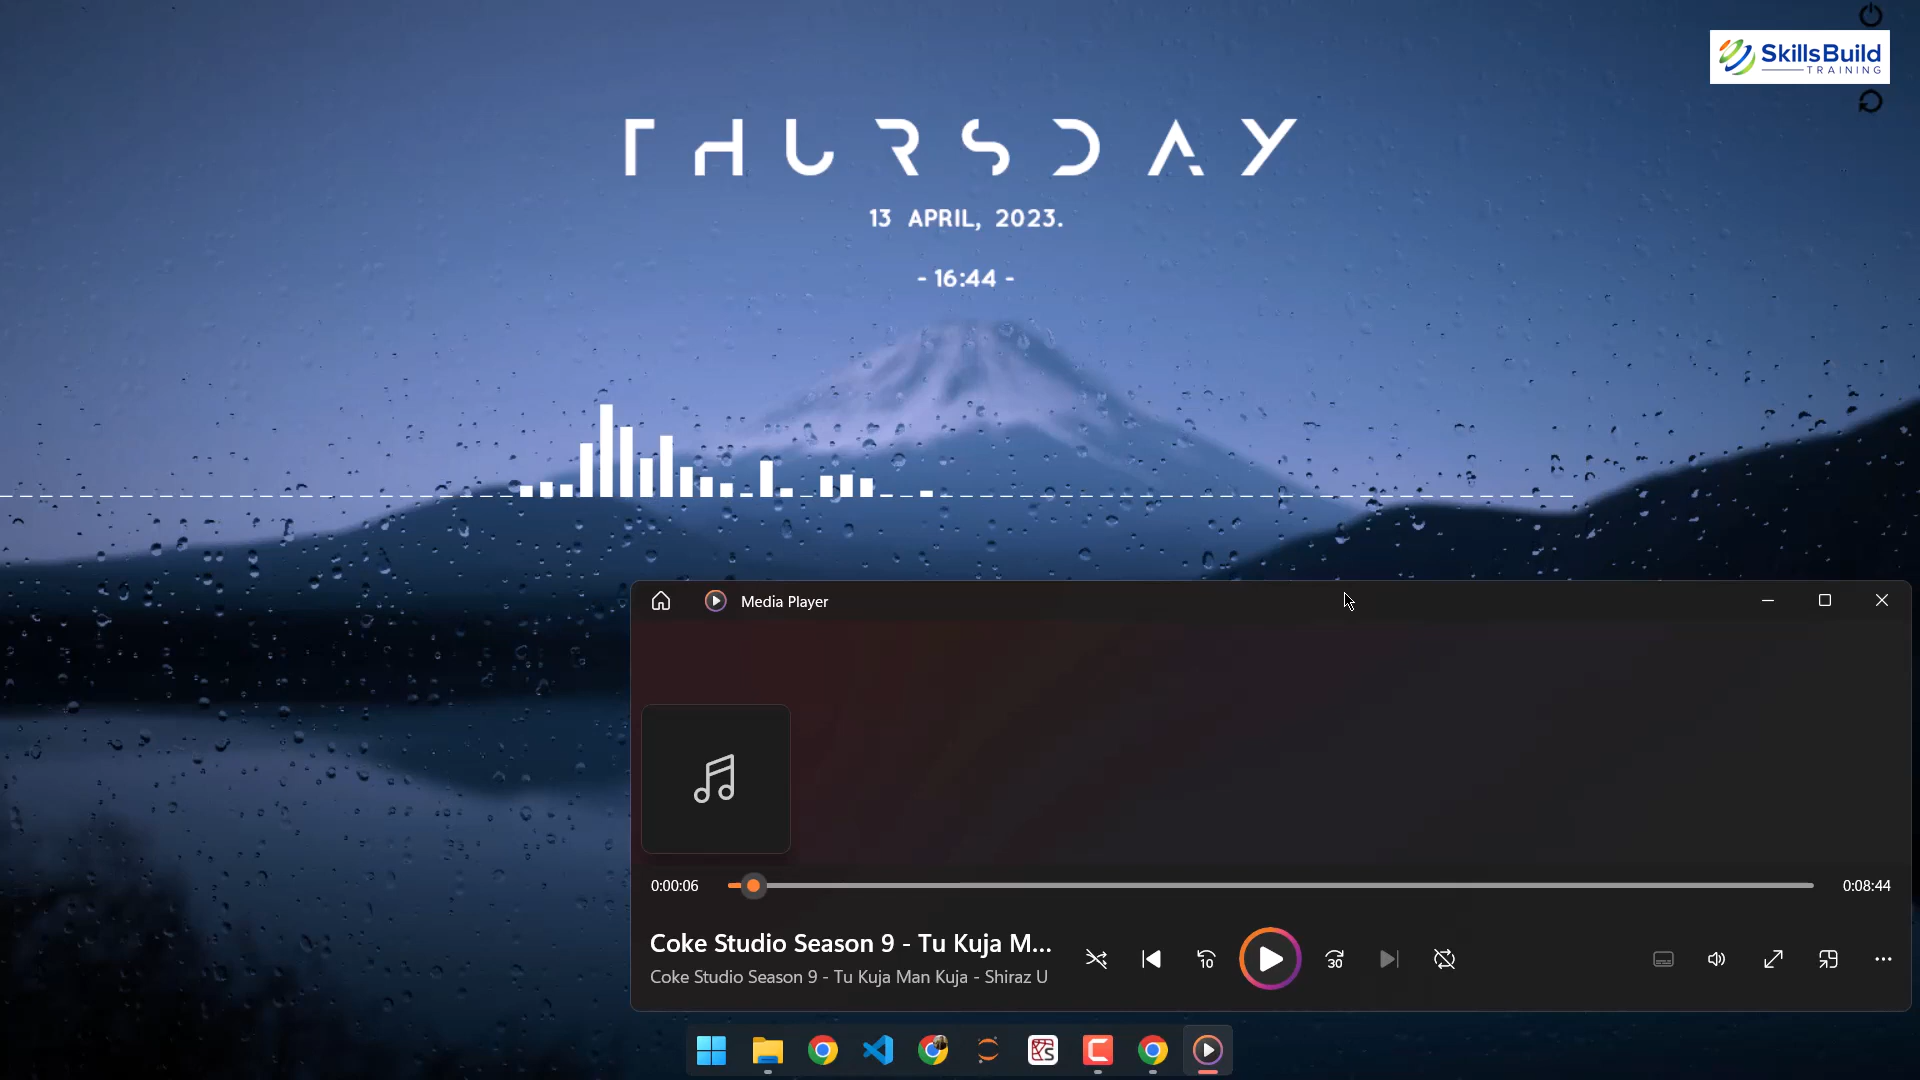 SkillsBuild
TRAINING
THURSDAY
13 APRIL, 2023.
- 16:44 -
Media Player
0:00:06
0:08:44
Coke Studio Season 9 - Tu Kuja M...
Coke Studio Season 9 - Tu Kuja Man Kuja - Shiraz U
10
30